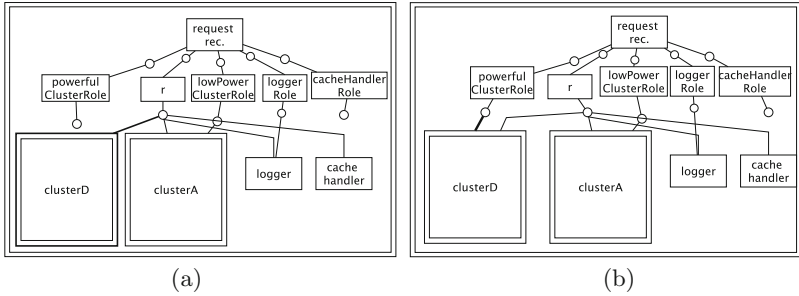 request
rec.
powerful
ClusterRole
r
lowPower
ClusterRole
logger
Role
cacheHandler
Role
clusterD
clusterA
logger
cache
handler
(a)
request
rec.
powerful
ClusterRole
r
lowPower
ClusterRole
logger
Role
cacheHandler
Role
clusterD
clusterA
logger
cache
handler
(b)